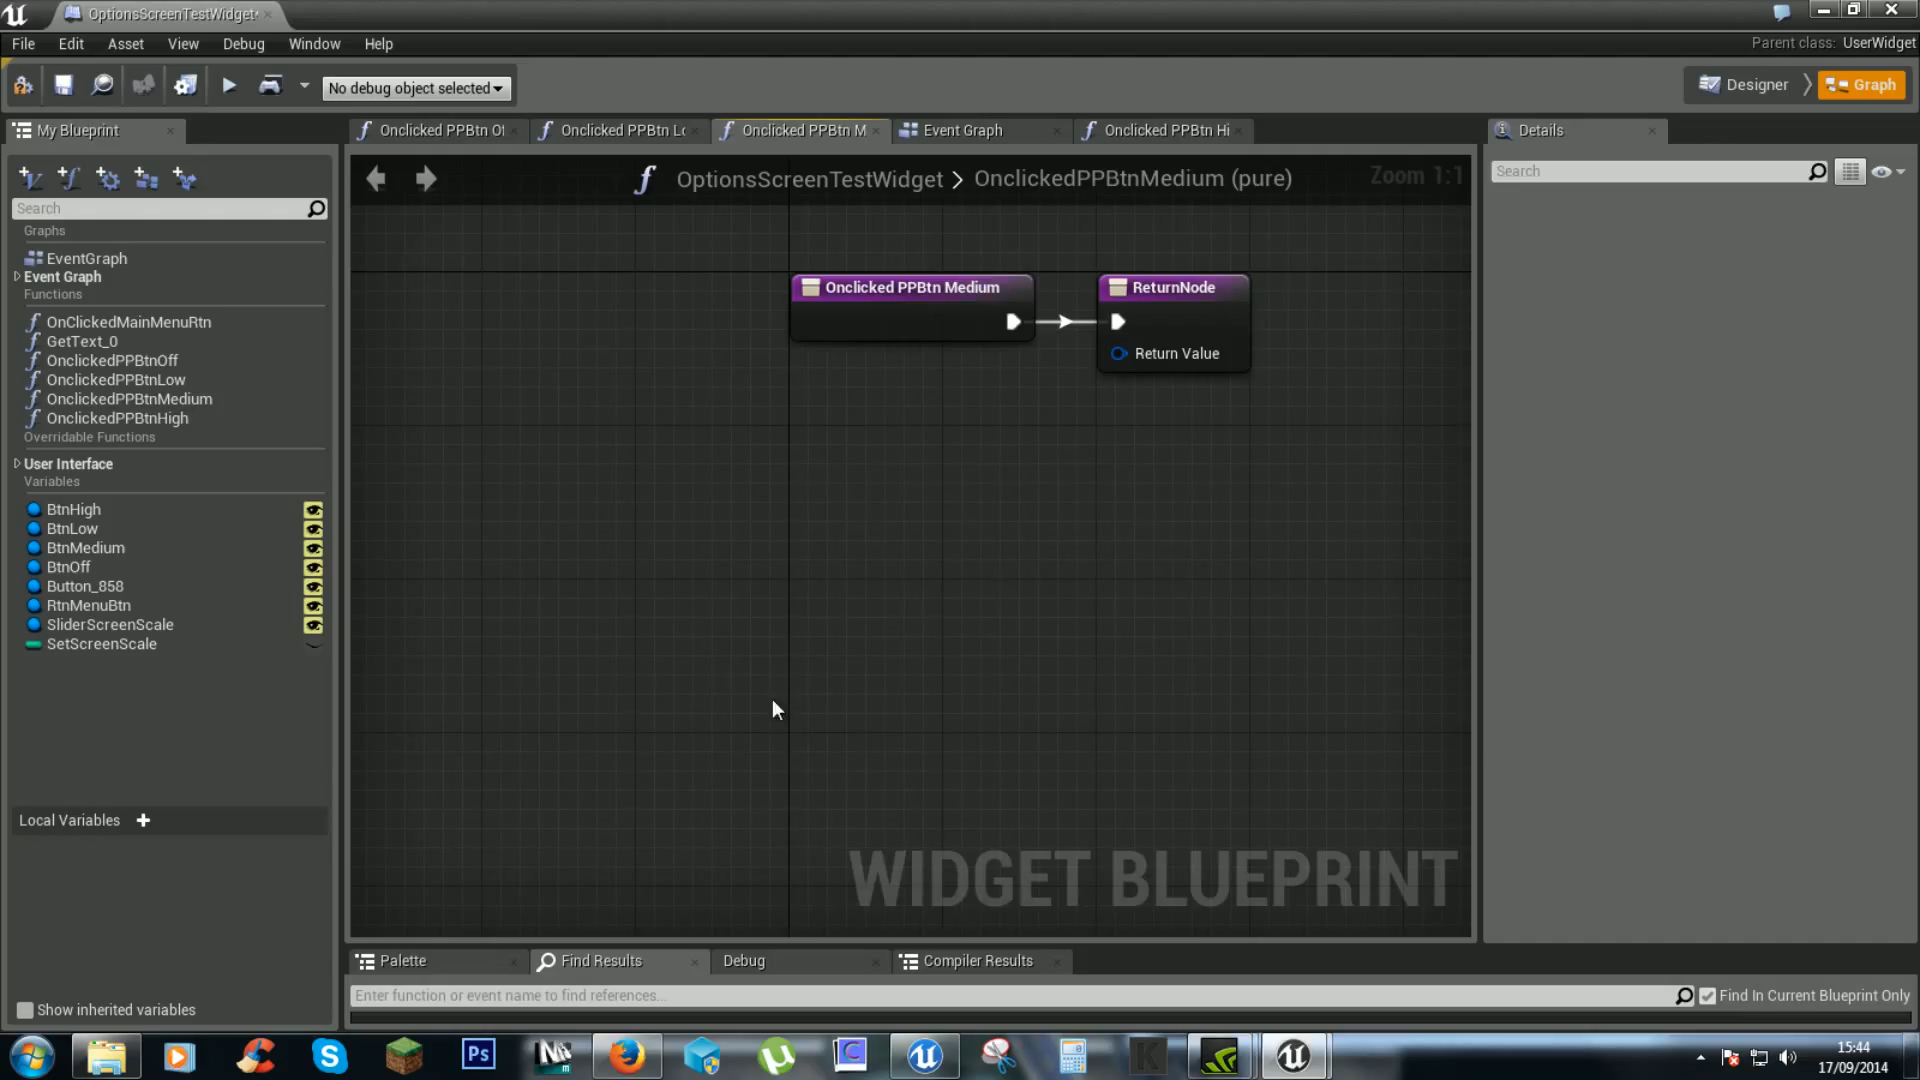 OptionsScreenTestWidget*
File Edit Asset View Debug Window Help
Parent class: UserWidget
No debug object selected
Designer
Graph
My Blueprint
Onclicked PPBtn Of
Onclicked PPBtn Lo
Onclicked PPBtn M
Event Graph
Onclicked PPBtn Hi
Details
OptionsScreenTestWidget > OnclickedPPBtnMedium (pure)
Zoom 1:1
Search
Search
Graphs
EventGraph
Event Graph
Functions
OnClickedMainMenuRtn
GetText_0
OnclickedPPBtnOff
OnclickedPPBtnLow
OnclickedPPBtnMedium
OnclickedPPBtnHigh
Overridable Functions
User Interface
Variables
BtnHigh
BtnLow
BtnMedium
BtnOff
Button_858
RtnMenuBtn
SliderScreenScale
SetScreenScale
Onclicked PPBtn Medium
ReturnNode
Return Value
Local Variables
WIDGET BLUEPRINT
Show inherited variables
Palette
Find Results
Debug
Compiler Results
Enter function or event name to find references...
Find In Current Blueprint Only
Ps
15:44
17/09/2014